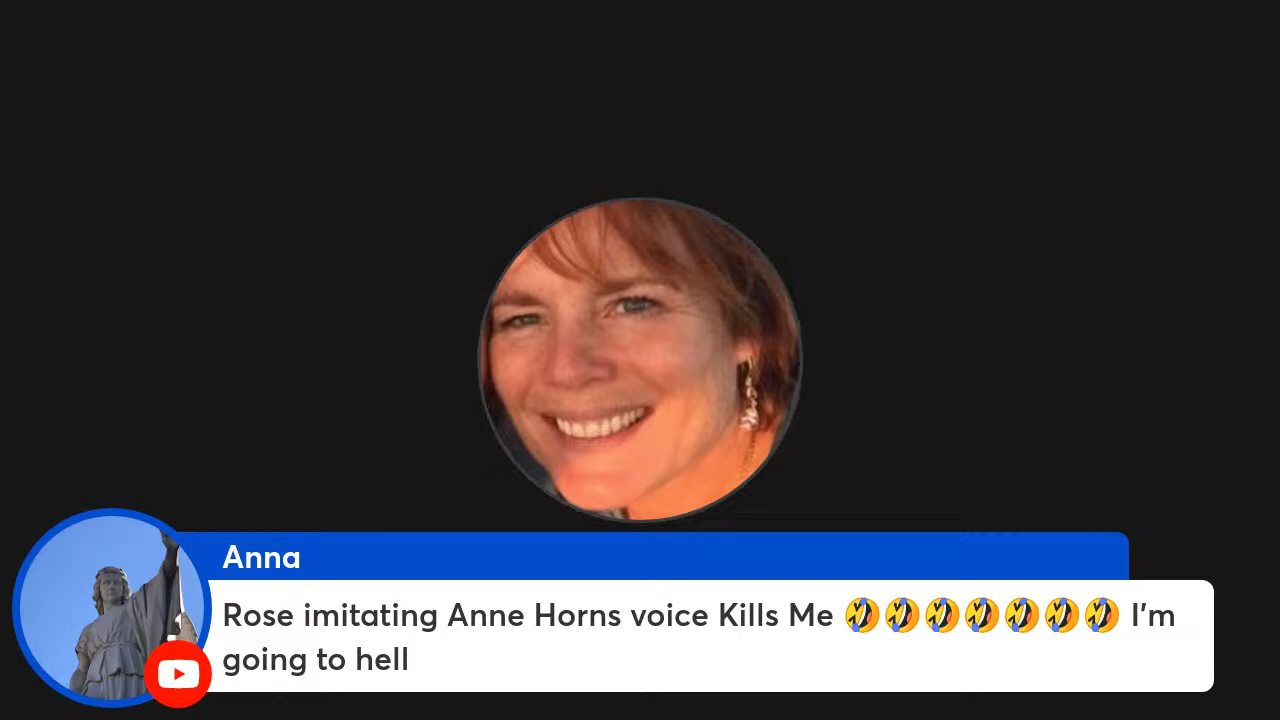 Anna
Rose imitating Anne Horns voice Kills Me 🤣🤣🤣🤣🤣🤣🤣 I'm
going to hell